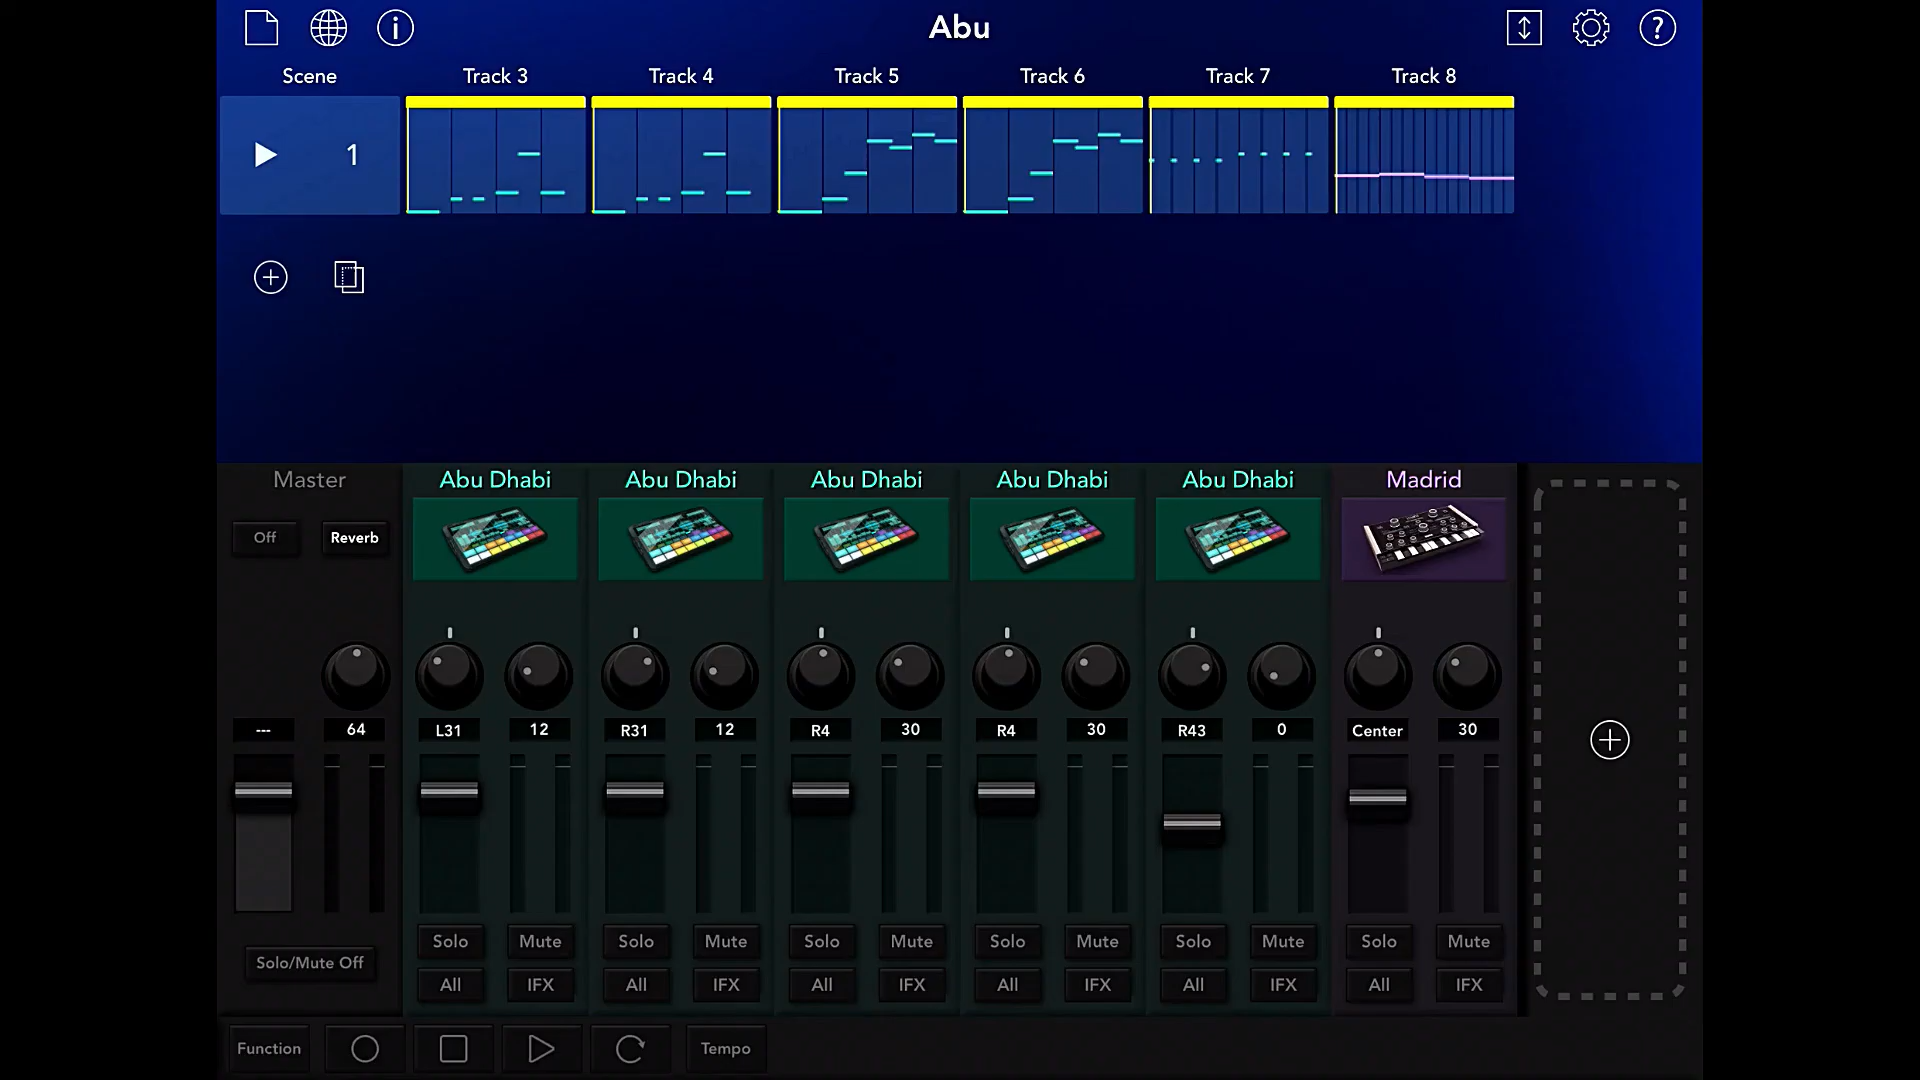 Abu
Scene Track 3 Track 4 Track 5 Track 6 Track 7 Track 8
1
Master Abu Dhabi Abu Dhabi Abu Dhabi Abu Dhabi Abu Dhabi Madrid
Off Reverb
--- 64 L31 12 R31 12 R4 30 R4 30 R43 0 Center 30
Solo Mute Solo Mute Solo Mute Solo Mute Solo Mute Solo Mute
Solo/Mute Off
All IFX All IFX All IFX All IFX All IFX All IFX
Function Tempo